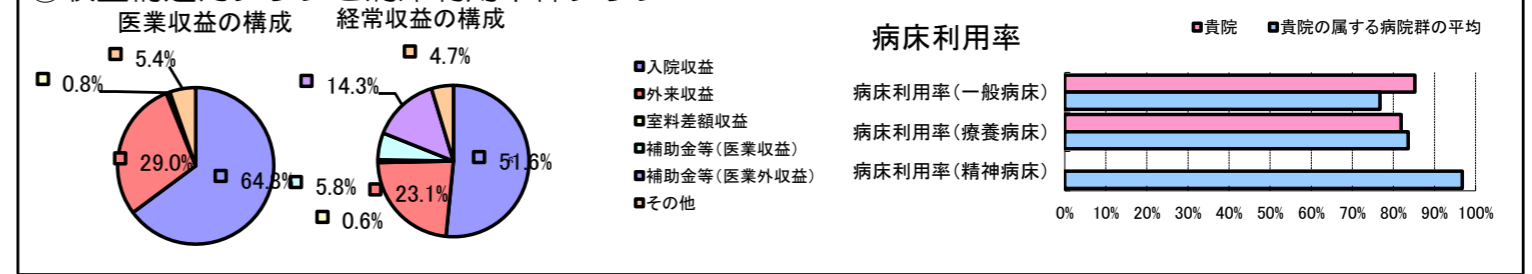 医業収益の構成
5.4%
0.8%
29.0%
64.8%
経常収益の構成
4.7%
14.3%
51.6%
5.8%
23.1%
0.6%
入院収益
外来収益
室料差額収益
補助金等(医業収益)
補助金等(医業外収益)
その他
病床利用率
貴院 貴院の属する病院群の平均
病床利用率(一般病床)
病床利用率(療養病床)
病床利用率(精神病床)
0% 10% 20% 30% 40% 50% 60% 70% 80% 90% 100%